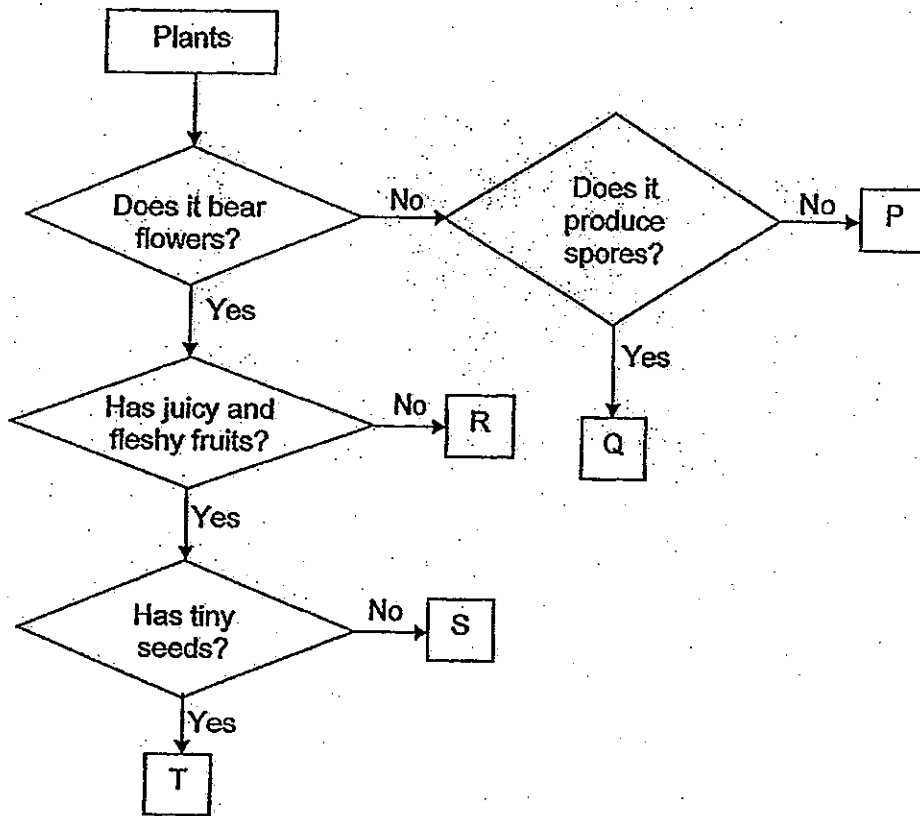 Plants
Does it bear
flowers?
No
Does it
produce
spores?
No
P
Yes
Yes
Q
Has juicy and
fleshy fruits?
No
R
Yes
Has tiny
seeds?
No
S
Yes
T